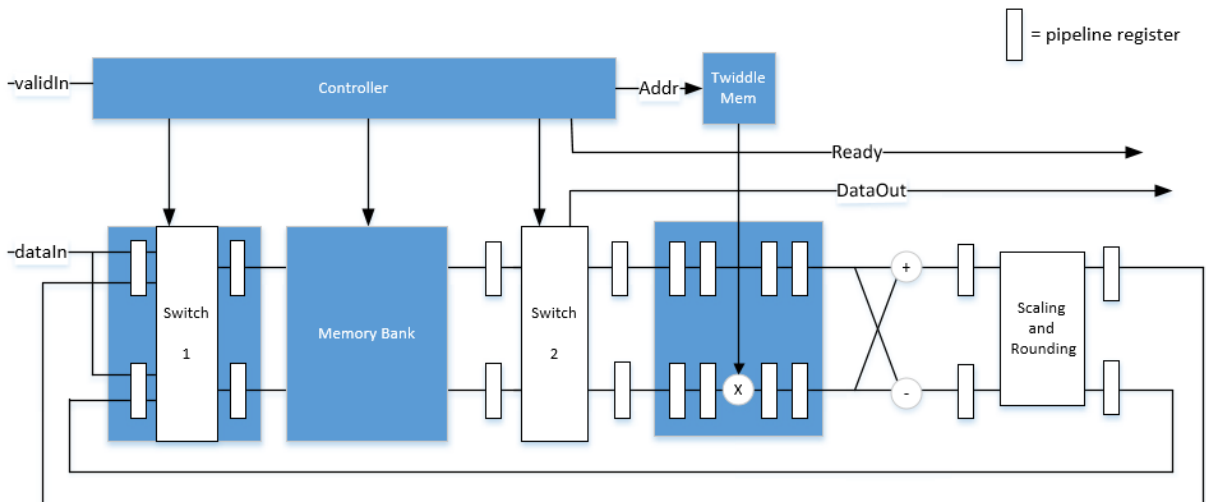 = pipeline register
validIn
Controller
Addr
Twiddle
Mem
Ready
DataOut
dataIn
Switch
1
Memory Bank
Switch
2
X
+
-
Scaling
and
Rounding